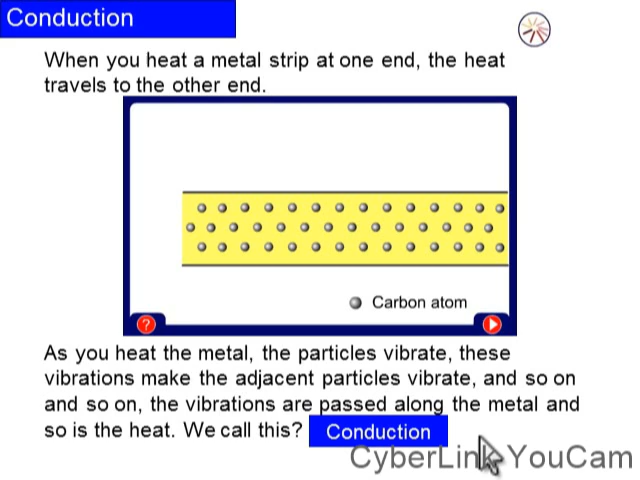 Conduction
When you heat a metal strip at one end, the heat
travels to the other end.
Carbon atom
?
As you heat the metal, the particles vibrate, these
vibrations make the adjacent particles vibrate, and so on
and so on, the vibrations are passed along the metal and
so is the heat. We call this? Conduction
CyberLink YouCam